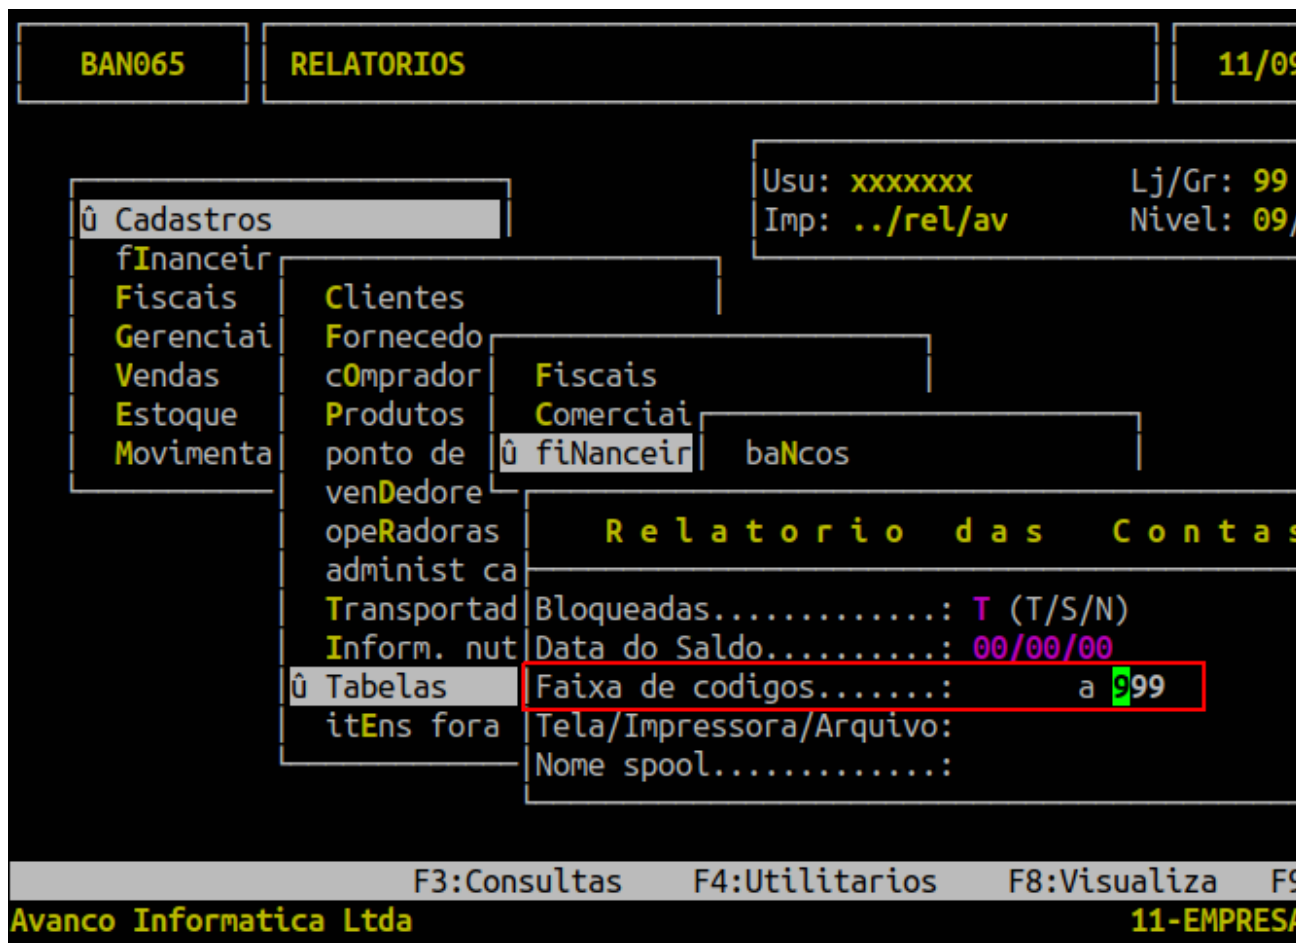 BAN065 RELATORIOS 11/09
Usu: xxxxxxx Lj/Gr: 99
û Cadastros Imp: ../rel/av Nivel: 09/
fInanceir
Fiscais Clientes
Gerenciai Fornecedo
Vendas cOmprador Fiscais
Estoque Produtos Comerciai
Movimenta ponto de û fiNanceir baNcos
venDedore
opeRadoras Relatorio das Contas
administ ca
Transportad Bloqueadas.............: T (T/S/N)
Inform. nut Data do Saldo..........: 00/00/00
û Tabelas Faixa de codigos.......: a 999
itEns fora Tela/Impressora/Arquivo:
Nome spool.............:
F3:Consultas F4:Utilitarios F8:Visualiza F9
Avanco Informatica Ltda 11-EMPRESA